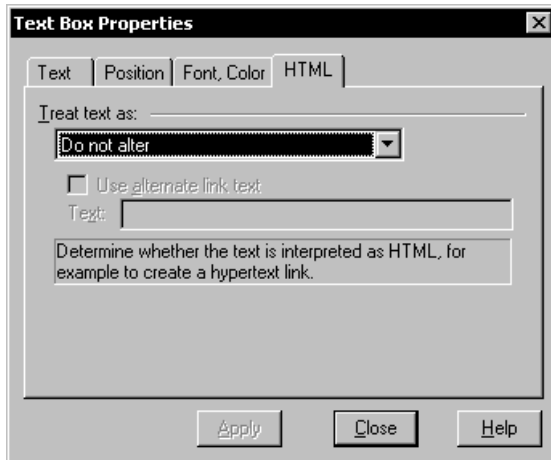 Text Box Properties
Text Position Font, Color HTML
Treat text as:
Do not alter
Use alternate link text
Text:
Determine whether the text is interpreted as HTML, for
example to create a hypertext link.
Apply Close Help